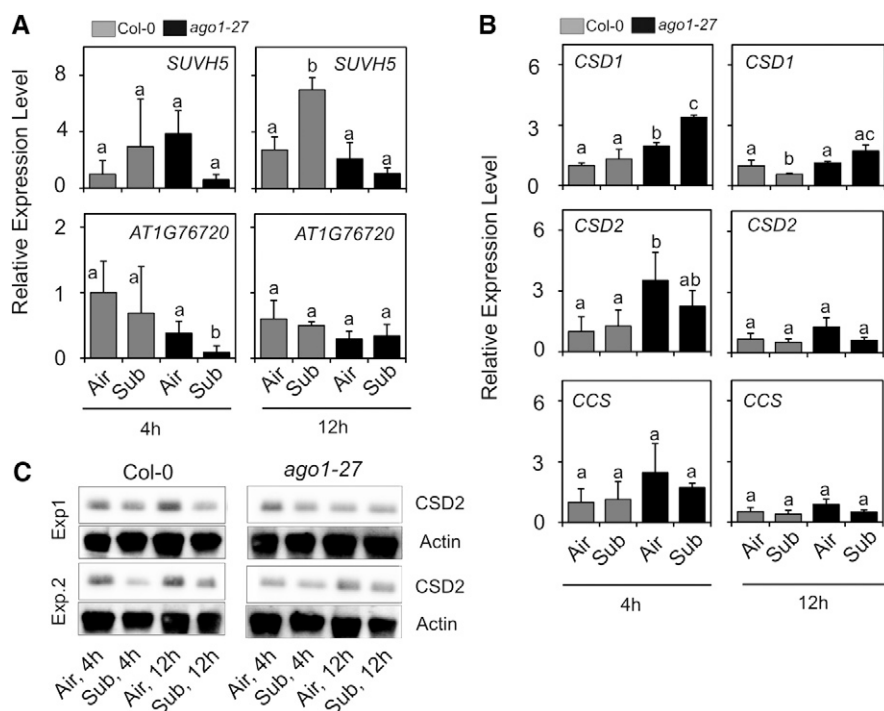 A
Col-0 ago1-27
Relative Expression Level
8
4
0
SUVH5
a a a a
SUVH5
a b a a
2
1
0
AT1G76720
a a a b
AT1G76720
a a a a
Air Sub Air Sub
Air Sub Air Sub
4h
12h
B
Col-0 ago1-27
Relative Expression Level
6
3
0
CSD1
a a b c
CSD1
a b a ac
6
3
0
CSD2
a a b ab
CSD2
a a a a
6
3
0
CCS
a a a a
CCS
a a a a
Air Sub Air Sub
Air Sub Air Sub
4h
12h
C
Col-0 ago1-27
Exp1
CSD2
Actin
Exp.2
CSD2
Actin
Air, 4h Sub, 4h Air, 12h Sub, 12h
Air, 4h Sub, 4h Air, 12h Sub, 12h